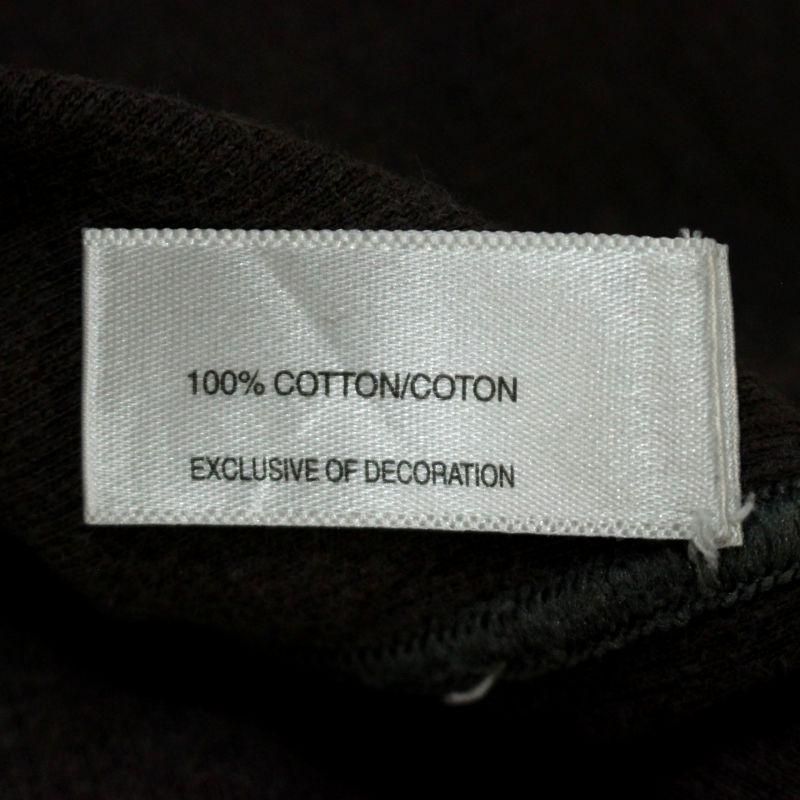 100% COTTON/COTON
EXCLUSIVE OF DECORATION